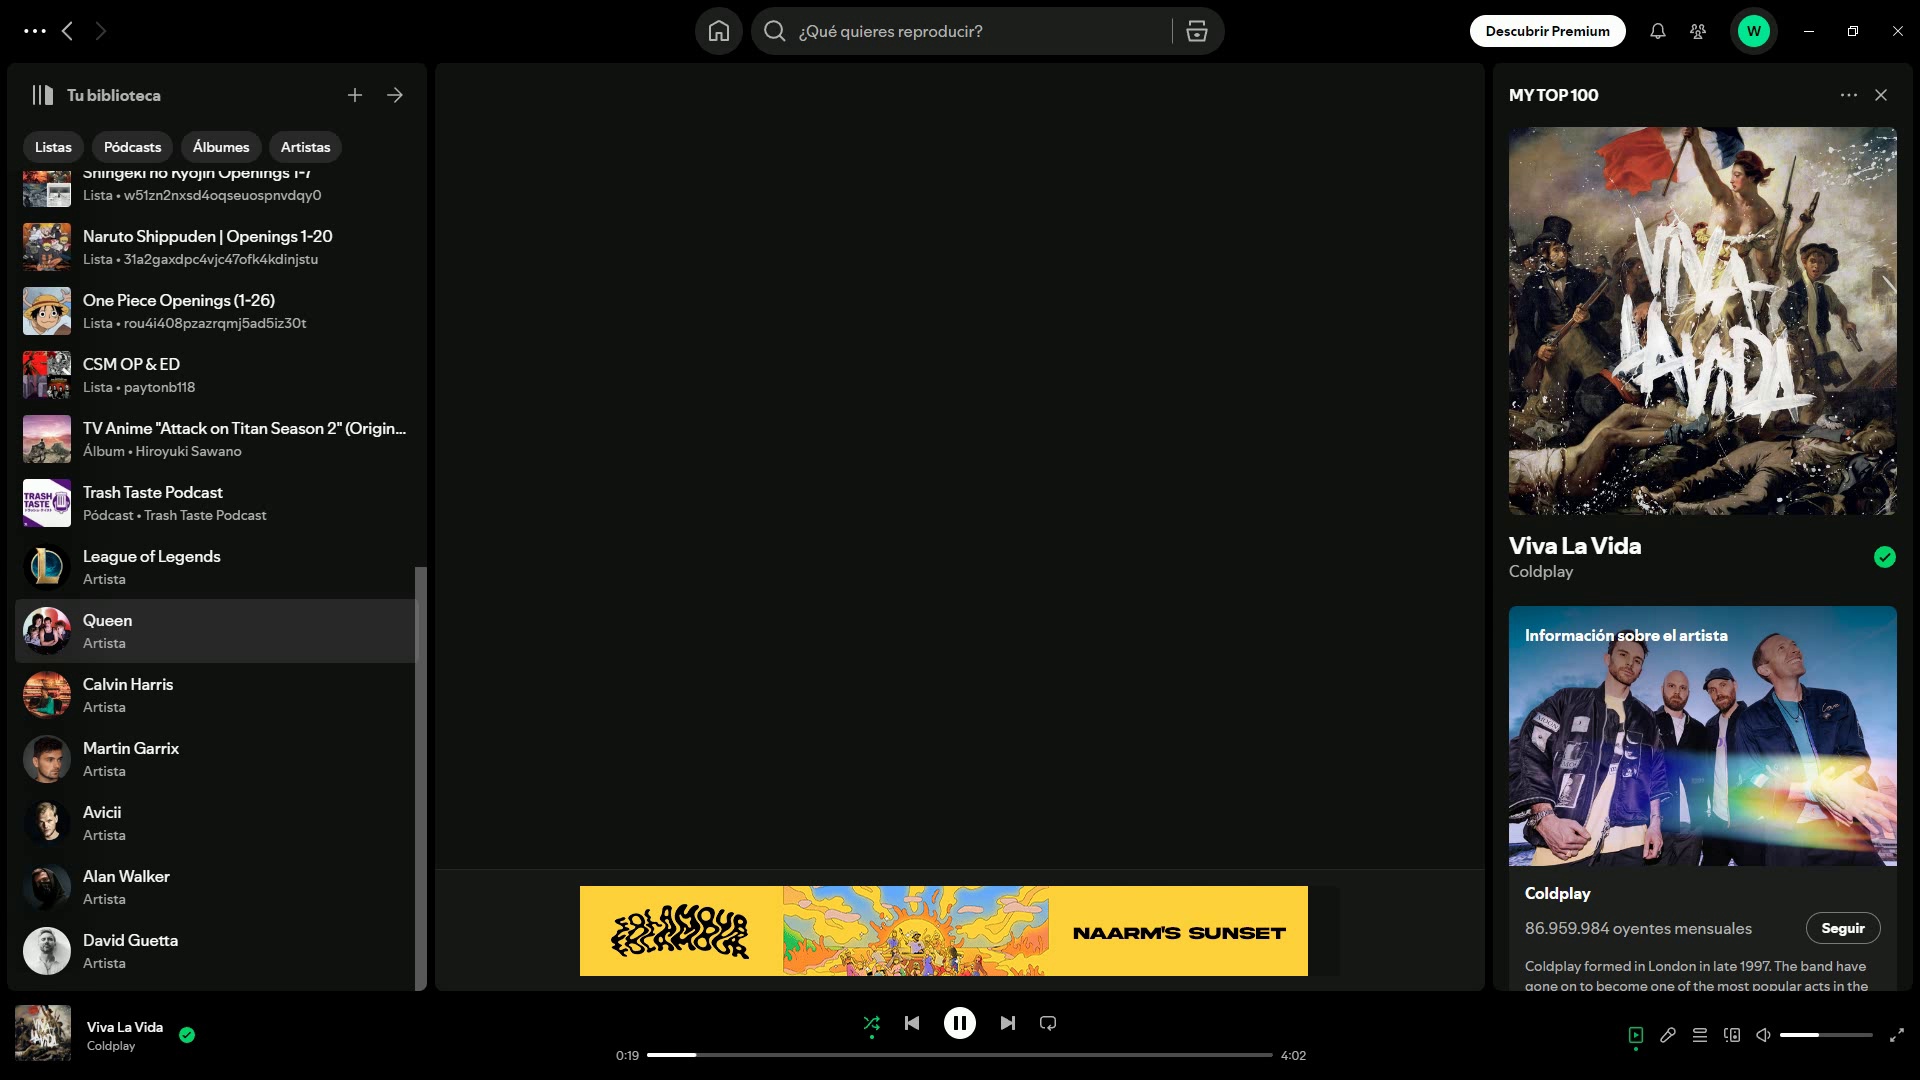 ¿Qué quieres reproducir?
Descubrir Premium
W
Tu biblioteca
Listas
Pódcasts
Álbumes
Artistas
Shingeki no Kyojin Openings 1-7
Lista • w51zn2nxsd4oqseuospnvdqy0
Naruto Shippuden | Openings 1-20
Lista • 31a2gaxdpc4vjc47ofk4kdinjstu
One Piece Openings (1-26)
Lista • rou4i408pzazrqmj5ad5iz30t
CSM OP & ED
Lista • paytonb118
TV Anime "Attack on Titan Season 2" (Origin...
Álbum • Hiroyuki Sawano
TRASH
TASTE
Trash Taste Podcast
Pódcast • Trash Taste Podcast
League of Legends
Artista
Queen
Artista
Calvin Harris
Artista
Martin Garrix
Artista
Avicii
Artista
Alan Walker
Artista
David Guetta
Artista
NAARM'S SUNSET
MY TOP 100
VIVA
LA VIDA
Viva La Vida
Coldplay
Información sobre el artista
Coldplay
86.959.984 oyentes mensuales
Seguir
Coldplay formed in London in late 1997. The band have
gone on to become one of the most popular acts in the
Viva La Vida
Coldplay
0:19
4:02